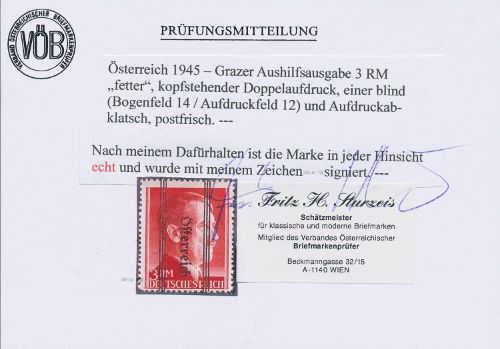 VERBAND ÖSTERREICHISCHER BRIEFMARKENPRÜFER
VÖB
PRÜFUNGSMITTEILUNG
Österreich 1945 – Grazer Aushilfsausgabe 3 RM
„fetter“, kopfstehender Doppelaufdruck, einer blind
(Bogenfeld 14 / Aufdruckfeld 12) und Aufdruckab-
klatsch, postfrisch. ---
Nach meinem Dafürhalten ist die Marke in jeder Hinsicht
echt und wurde mit meinem Zeichen signiert. ---
Fritz H. Sturzeis
Schätzmeister
für klassische und moderne Briefmarken
Mitglied des Verbandes Österreichischer
Briefmarkenprüfer
Beckmanngasse 32/15
A-1140 WIEN
Österreich
3 RM
DEUTSCHES REICH